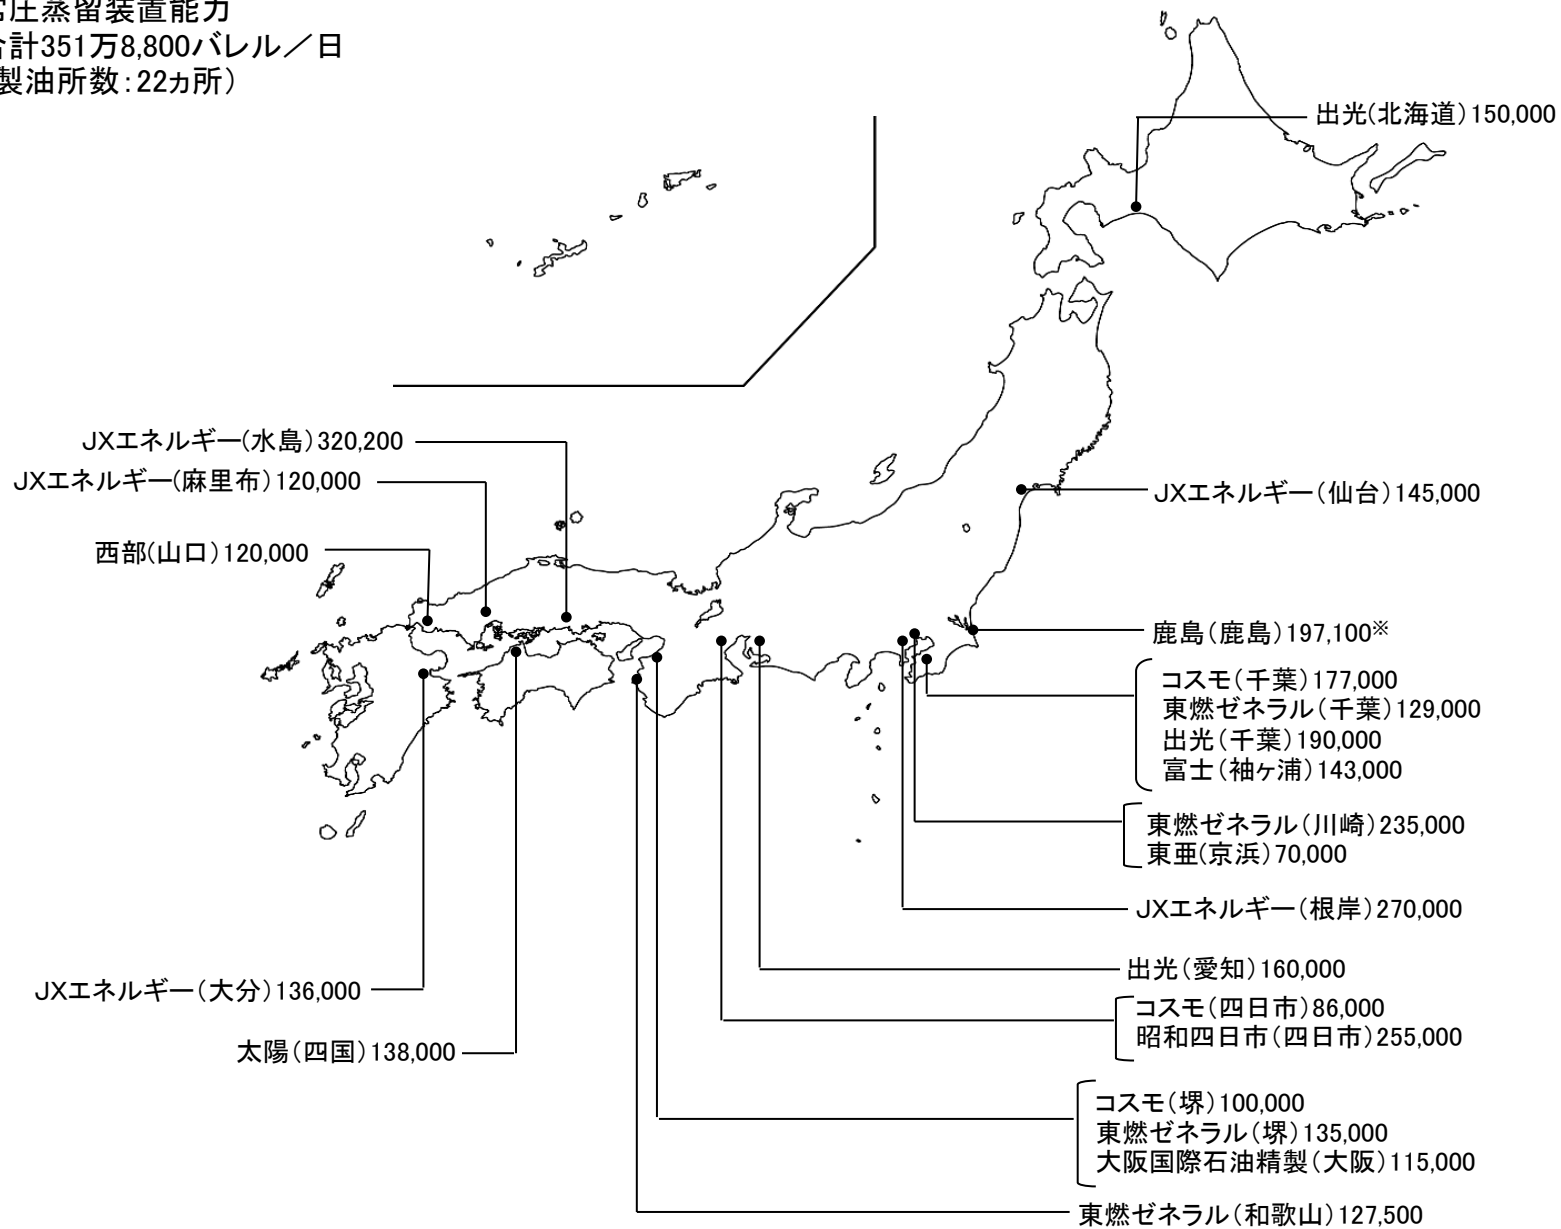 常圧蒸留装置能力
合計351万8,800バレル／日
製油所数：22ヵ所）
出光(北海道）150,000
JXエネルギー(水島）320,200
JXエネルギー(麻里布）120,000
JXエネルギー（仙台）145,000
西部(山口）120,000
鹿島（鹿島）197,100※
コスモ（千葉）177,000
東燃ゼネラル（千葉）129,000
出光（千葉）190,000
富士（袖ヶ浦）143,000
東燃ゼネラル（川崎）235,000
東亜(京浜）70,000
JXエネルギー（根岸）270,000
出光（愛知）160,000
JXエネルギー（大分）136,000
コスモ（四日市）86,000
昭和四日市（四日市）255,000
太陽（四国）138,000
コスモ（堺）100,000
東燃ゼネラル（堺）135,000
大阪国際石油精製（大阪）115,000
東燃ゼネラル（和歌山）127,500